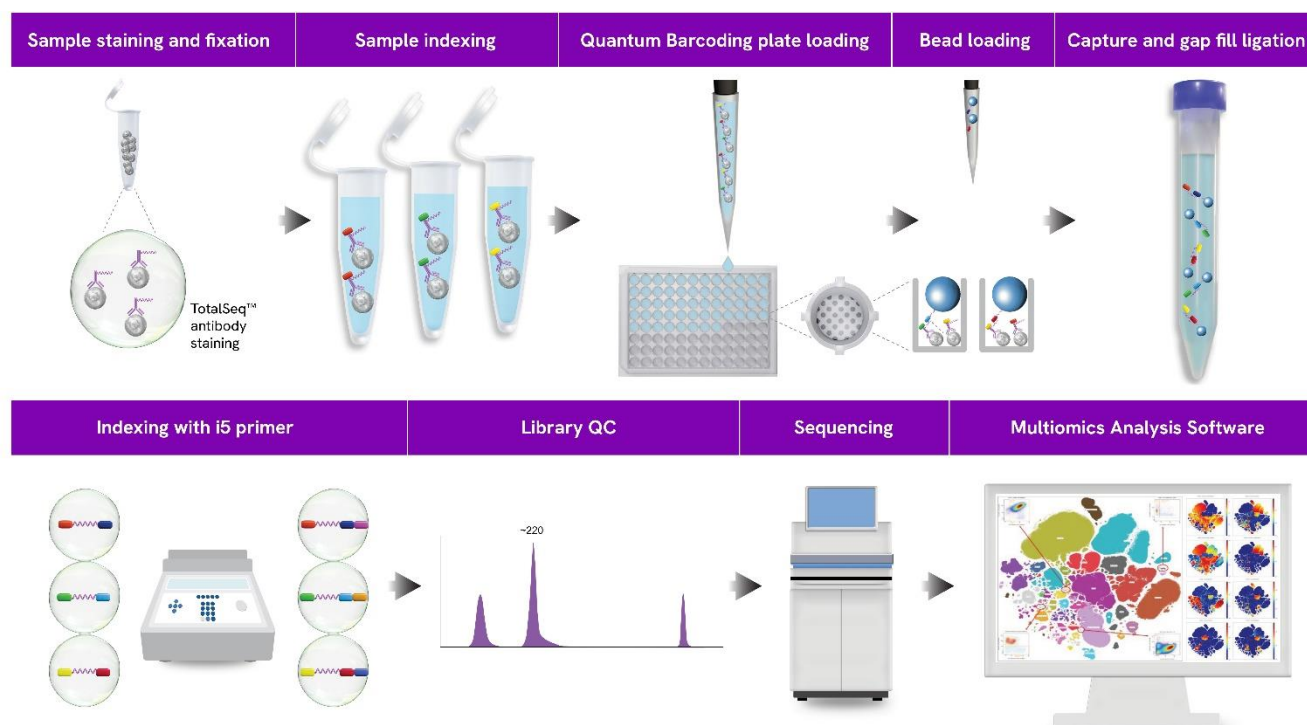 Sample staining and fixation
Sample indexing
Quantum Barcoding plate loading
Bead loading
Capture and gap fill ligation
TotalSeq™
antibody
staining
Indexing with i5 primer
Library QC
Sequencing
Multiomics Analysis Software
~220